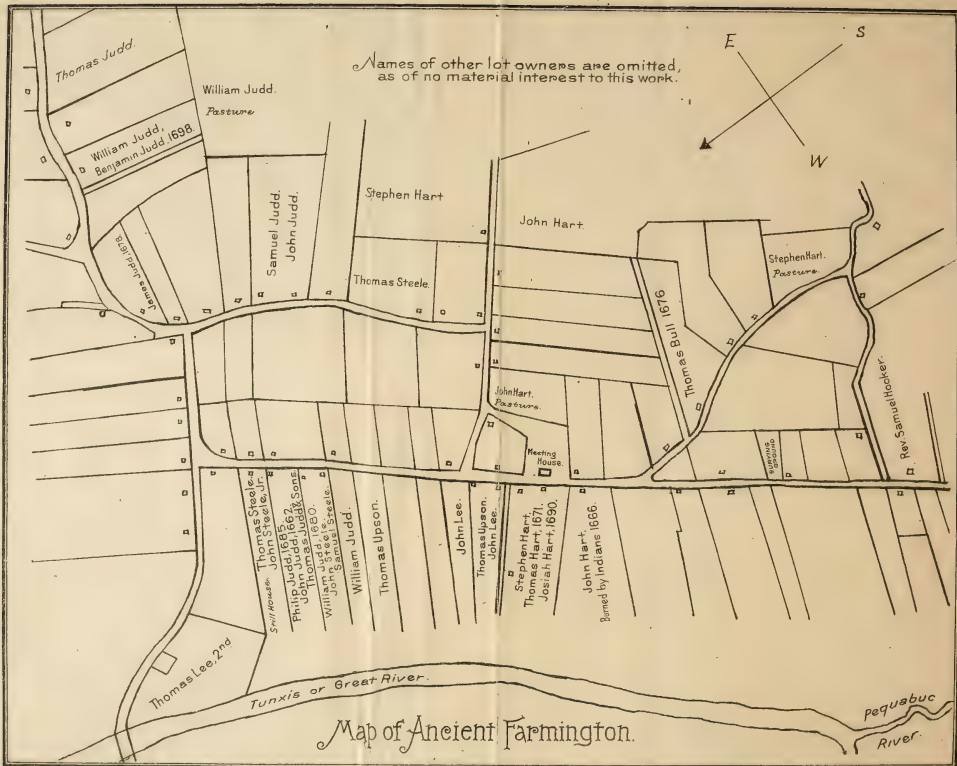 Names of other lot owners are omitted,
as of no material interest to this work.
E
S
W
Thomas Judd.
William Judd.
Pasture
William Judd,
Benjamin Judd, 1698.
James Judd 1678.
Samuel Judd.
John Judd.
Stephen Hart
Thomas Steele.
John Hart.
Stephen Hart.
Pasture.
Thomas Bull 1676
John Hart.
Pasture.
Meeting
House.
BURYING
GROUND
Rev. Samuel Hooker.
Still House.
Thomas Steele.
John Steele, Jr.
Philip Judd, 1685.
John Judd, 1662.
Thomas Judd & Sons.
Thomas 1680.
William Judd,
John Steele.
Samuel Steele.
William Judd.
Thomas Upson.
John Lee.
Thomas Upson.
John Lee.
Stephen Hart,
Thomas Hart, 1671.
Josiah Hart, 1690.
John Hart.
Burned by Indians 1666.
Thomas Lee, 2nd
Tunxis or Great River.
Pequabuc
River.
Map of Ancient Farmington.